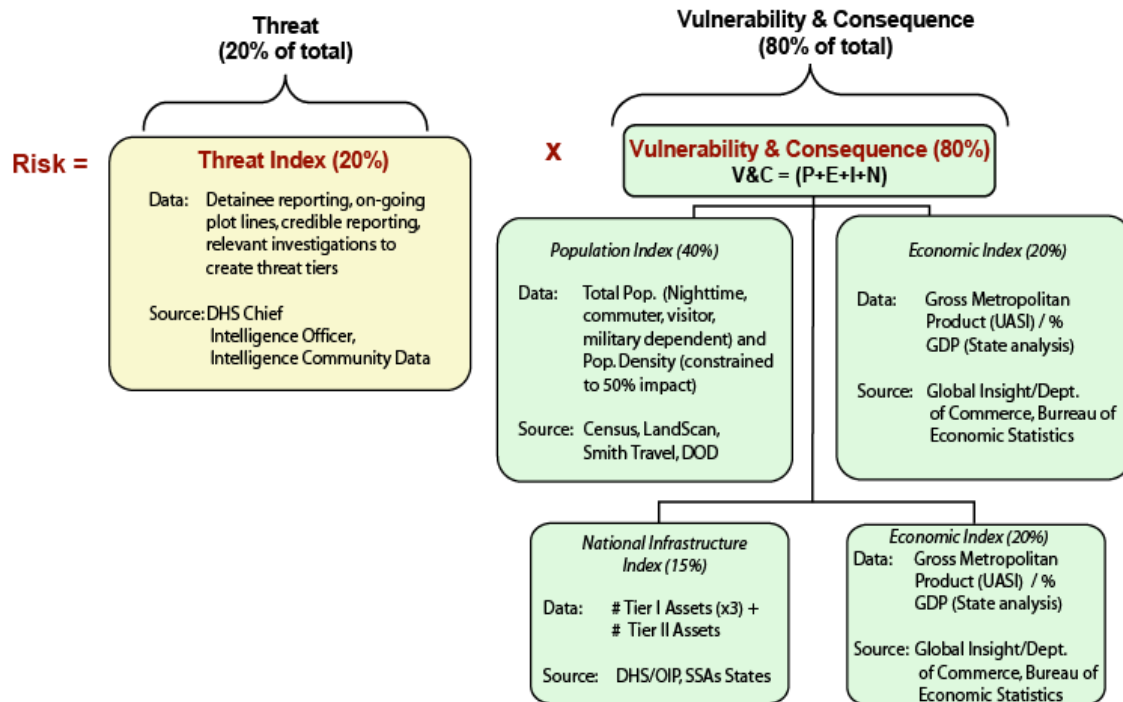 Threat
(20% of total)
Vulnerability & Consequence
(80% of total)
Risk =
Threat Index (20%)
Data: Detainee reporting, on-going
plot lines, credible reporting,
relevant investigations to
create threat tiers
Source: DHS Chief
Intelligence Officer,
Intelligence Community Data
x
Vulnerability & Consequence (80%)
V&C = (P+E+I+N)
Population Index (40%)
Data: Total Pop. (Nighttime,
commuter, visitor,
military dependent) and
Pop. Density (constrained
to 50% impact)
Source: Census, LandScan,
Smith Travel, DOD
Economic Index (20%)
Data: Gross Metropolitan
Product (UASI) / %
GDP (State analysis)
Source: Global Insight/Dept.
of Commerce, Burreau of
Economic Statistics
National Infrastructure
Index (15%)
Data: # Tier I Assets (x3) +
# Tier II Assets
Source: DHS/OIP, SSAs States
Economic Index (20%)
Data: Gross Metropolitan
Product (UASI) / %
GDP (State analysis)
Source: Global Insight/Dept.
of Commerce, Bureau of
Economic Statistics